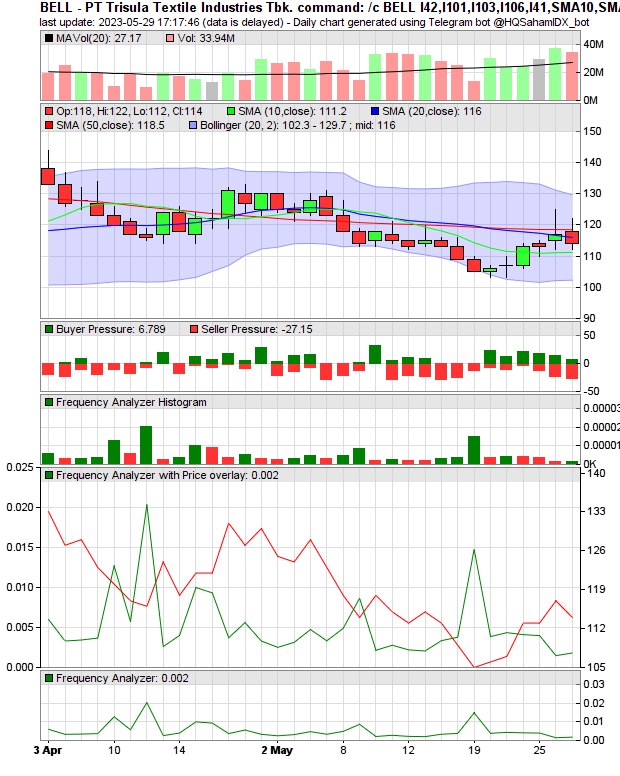 BELL - PT Trisula Textile Industries Tbk. command: /c BELL I42,I101,I103,I106,I41,SMA10,SMA
last update: 2023-05-29 17:17:46 (data is delayed) - Daily chart generated using Telegram bot @HQSahamIDX_bot
MAVol(20): 27.17 Vol: 33.94M
40M
20M
0M
Op:118, Hi:122, Lo:112, Cl:114 SMA (10,close): 111.2 SMA (20,close): 116
SMA (50,close): 118.5 Bollinger (20, 2): 102.3 - 129.7 ; mid: 116
150
140
130
120
110
100
90
Buyer Pressure: 6.789 Seller Pressure: -27.15
50
0
-50
Frequency Analyzer Histogram
0.00003
0.00002
0.00001
0K
Frequency Analyzer with Price overlay: 0.002
0.025
0.020
0.015
0.010
0.005
0.000
140
133
126
119
112
105
Frequency Analyzer: 0.002
0.03
0.02
0.01
0.00
3 Apr 10 14 2 May 8 12 19 25